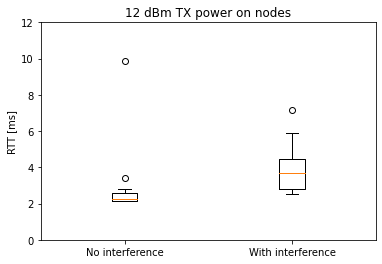 12 dBm TX power on nodes
12
10
8
6
4
2
0
RTT [ms]
No interference
With interference